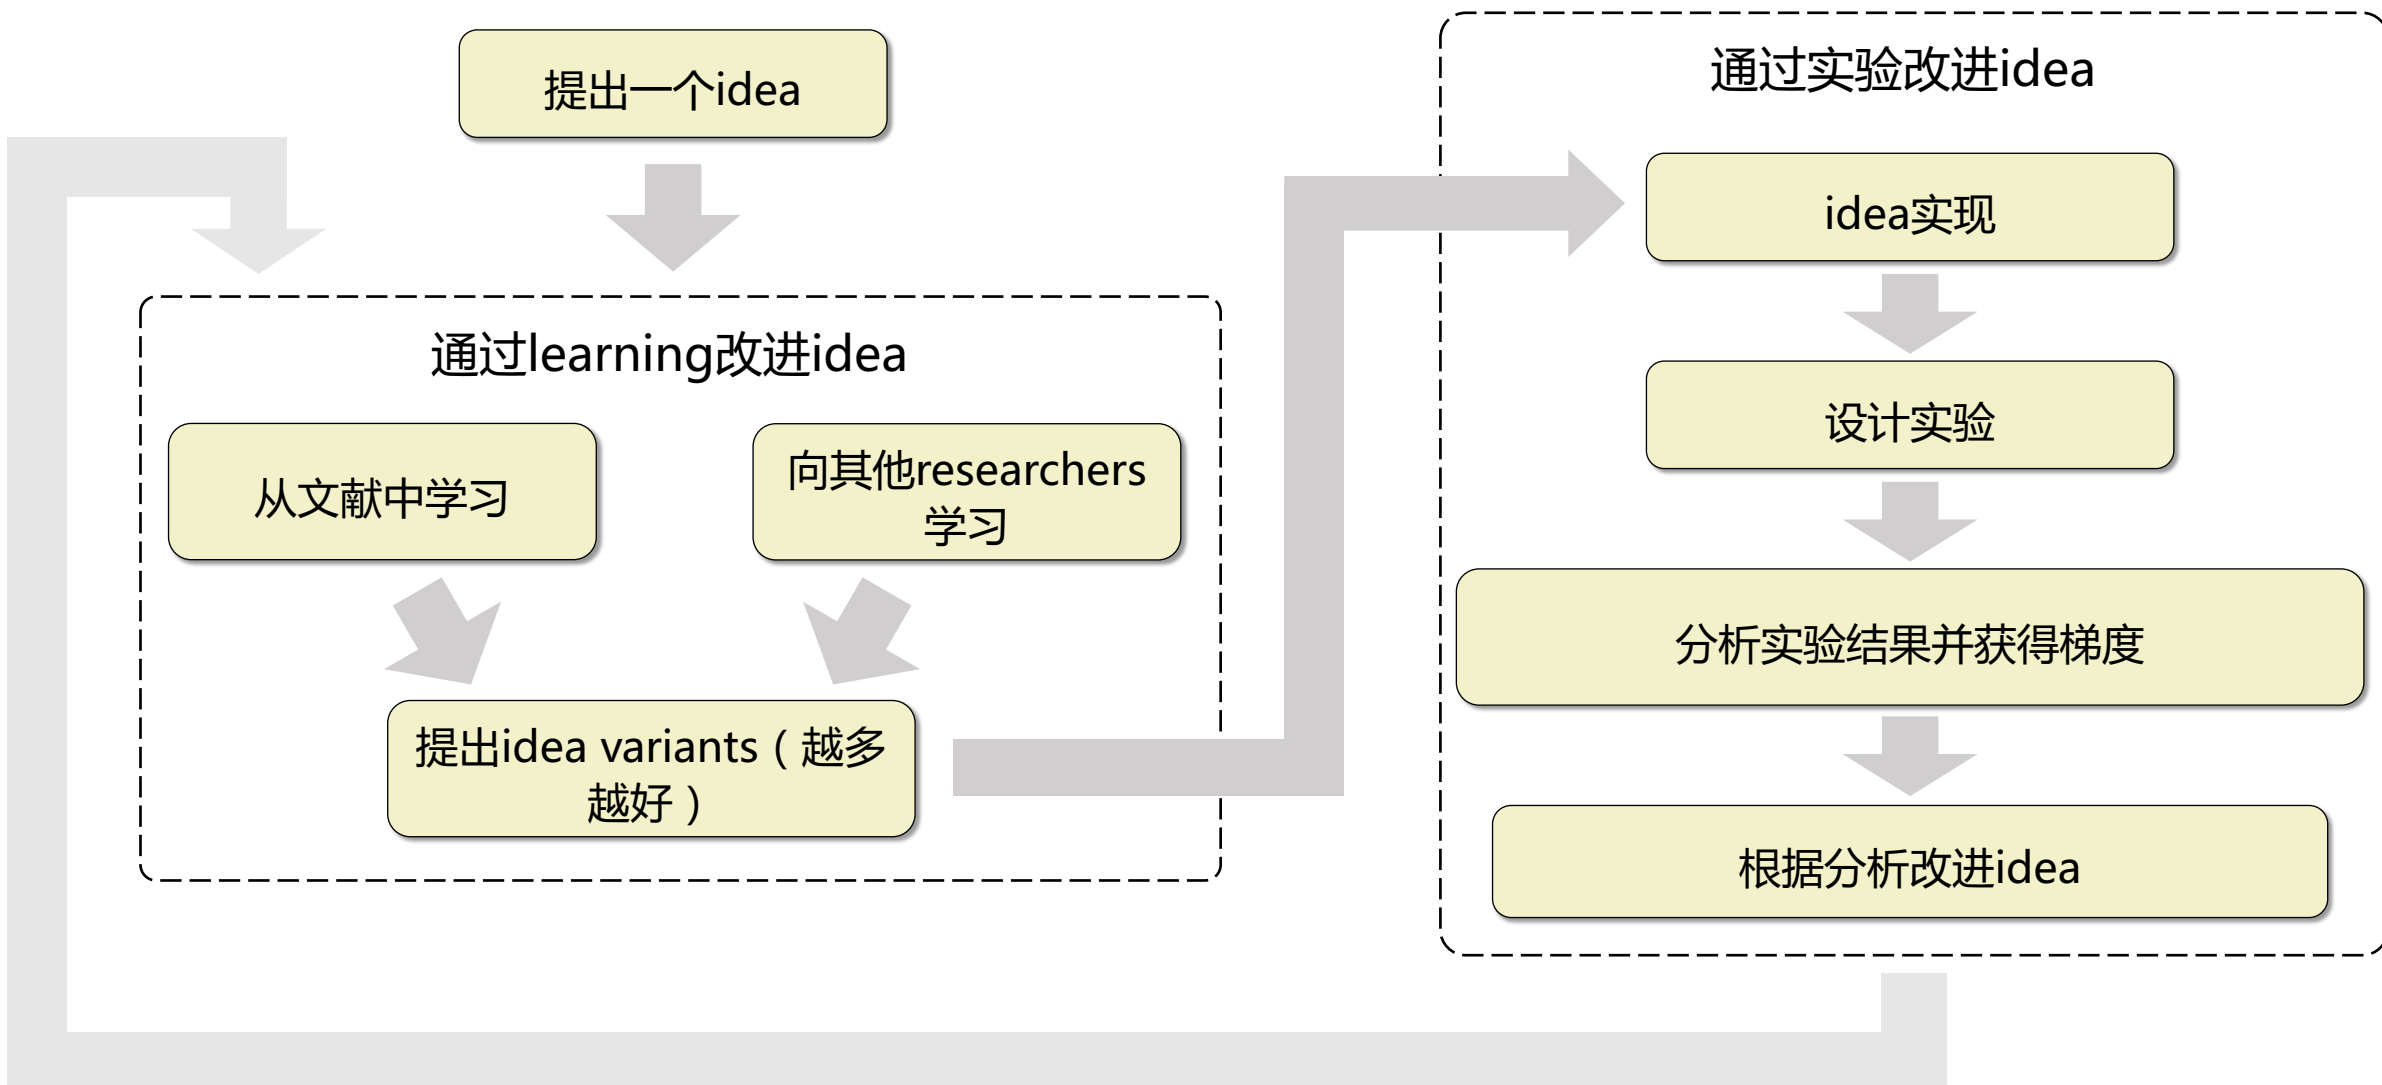 提出一个idea
通过learning改进idea
从文献中学习
向其他researchers
学习
提出idea variants（越多
越好）
通过实验改进idea
idea实现
设计实验
分析实验结果并获得梯度
根据分析改进idea